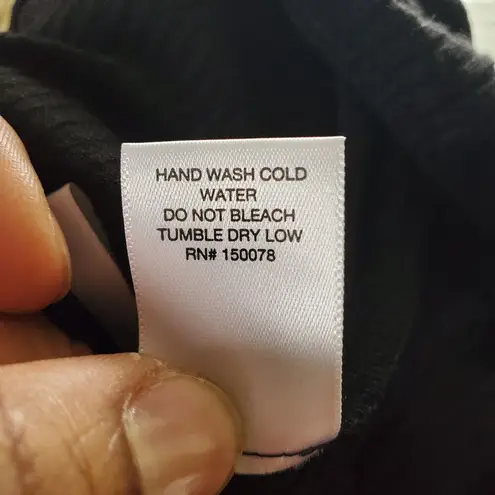 HAND WASH COLD
WATER
DO NOT BLEACH
TUMBLE DRY LOW
RN# 150078